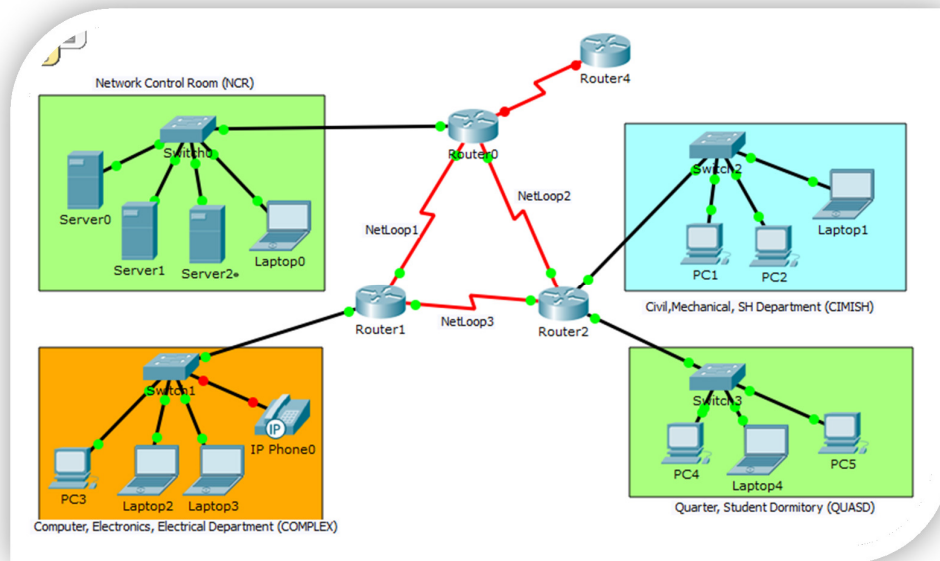 Network Control Room (NCR)
Router4
Switch0
Router0
Server0
Server1
Server2
Laptop0
NetLoop1
NetLoop2
NetLoop3
Switch2
Laptop1
PC1
PC2
Civil,Mechanical, SH Department (CIMISH)
Router1
Router2
Switch1
IP
IP Phone0
PC3
Laptop2
Laptop3
Computer, Electronics, Electrical Department (COMPLEX)
Switch3
PC4
Laptop4
PC5
Quarter, Student Dormitory (QUASD)